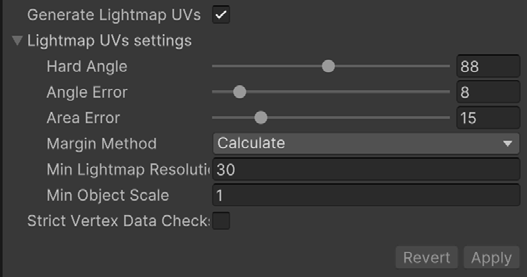 Generate Lightmap UVs
Lightmap UVs settings
Hard Angle 88
Angle Error 8
Area Error 15
Margin Method Calculate
Min Lightmap Resoluti 30
Min Object Scale 1
Strict Vertex Data Check
Revert Apply